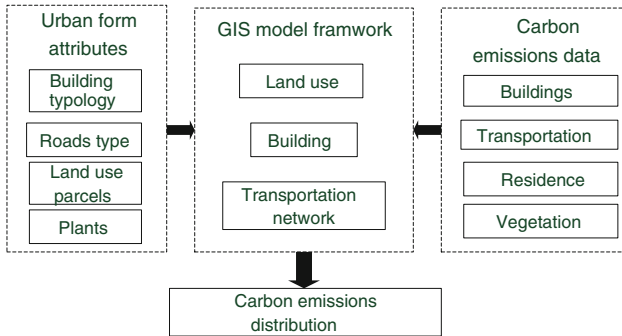 Urban form
attributes
Building
typology
Roads type
Land use
parcels
Plants
GIS model framwork
Land use
Building
Transportation
network
Carbon
emissions data
Buildings
Transportation
Residence
Vegetation
Carbon emissions
distribution